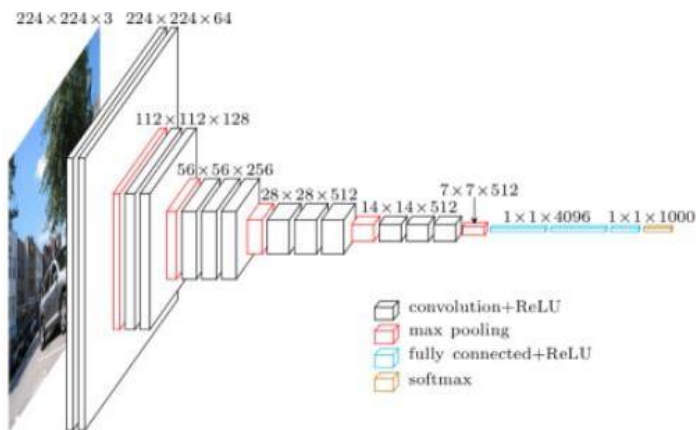 224×224×3
224×224×64
112×112×128
56×56×256
28×28×512
14×14×512
7×7×512
1×1×4096
1×1×1000
convolution+ReLU
max pooling
fully connected+ReLU
softmax